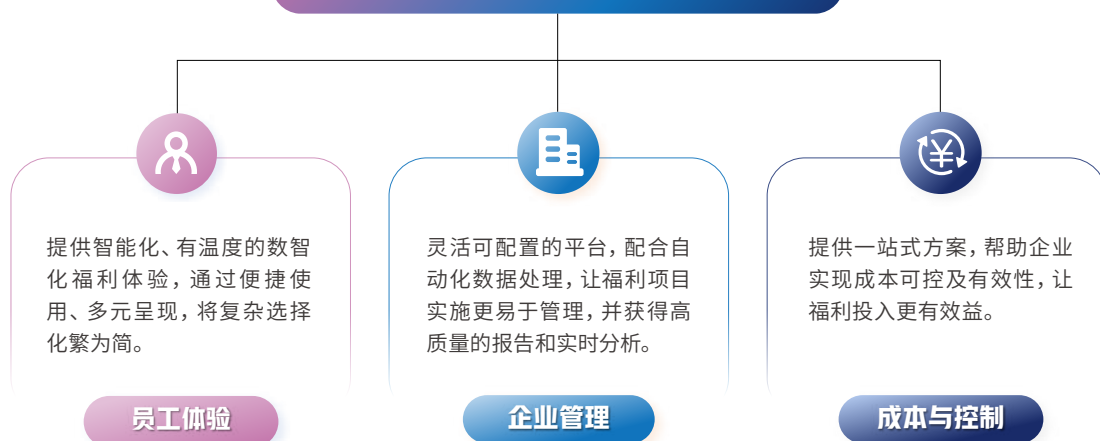 提供智能化、有温度的数智
化福利体验，通过便捷使
用、多元呈现，将复杂选择
化繁为简。
员工体验
灵活可配置的平台，配合自
动化数据处理，让福利项目
实施更易于管理，并获得高
质量的报告和实时分析。
企业管理
提供一站式方案，帮助企业
实现成本可控及有效性，让
福利投入更有效益。
成本与控制